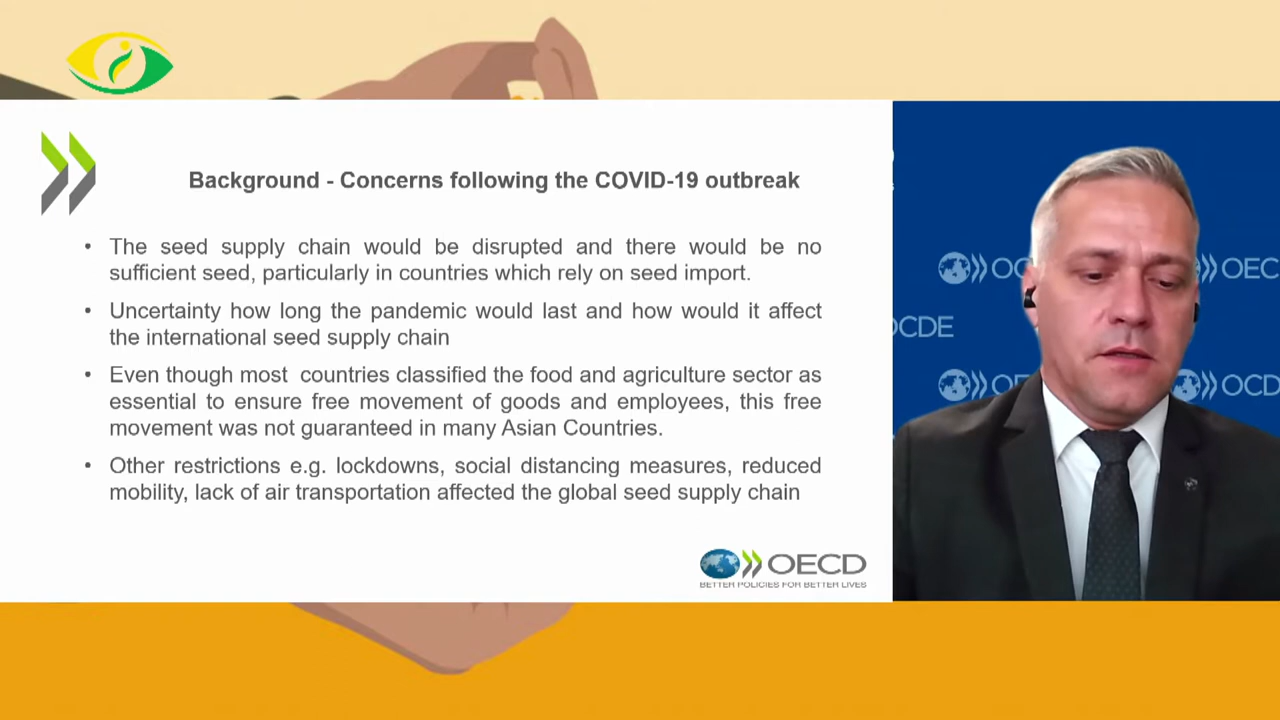 Background - Concerns following the COVID-19 outbreak
• The seed supply chain would be disrupted and there would be no
sufficient seed, particularly in countries which rely on seed import.
• Uncertainty how long the pandemic would last and how would it affect
the international seed supply chain
• Even though most countries classified the food and agriculture sector as
essential to ensure free movement of goods and employees, this free
movement was not guaranteed in many Asian Countries.
• Other restrictions e.g. lockdowns, social distancing measures, reduced
mobility, lack of air transportation affected the global seed supply chain
OECD
BETTER POLICIES FOR BETTER LIVES
OC
OEC
OCDE
OE
OCD